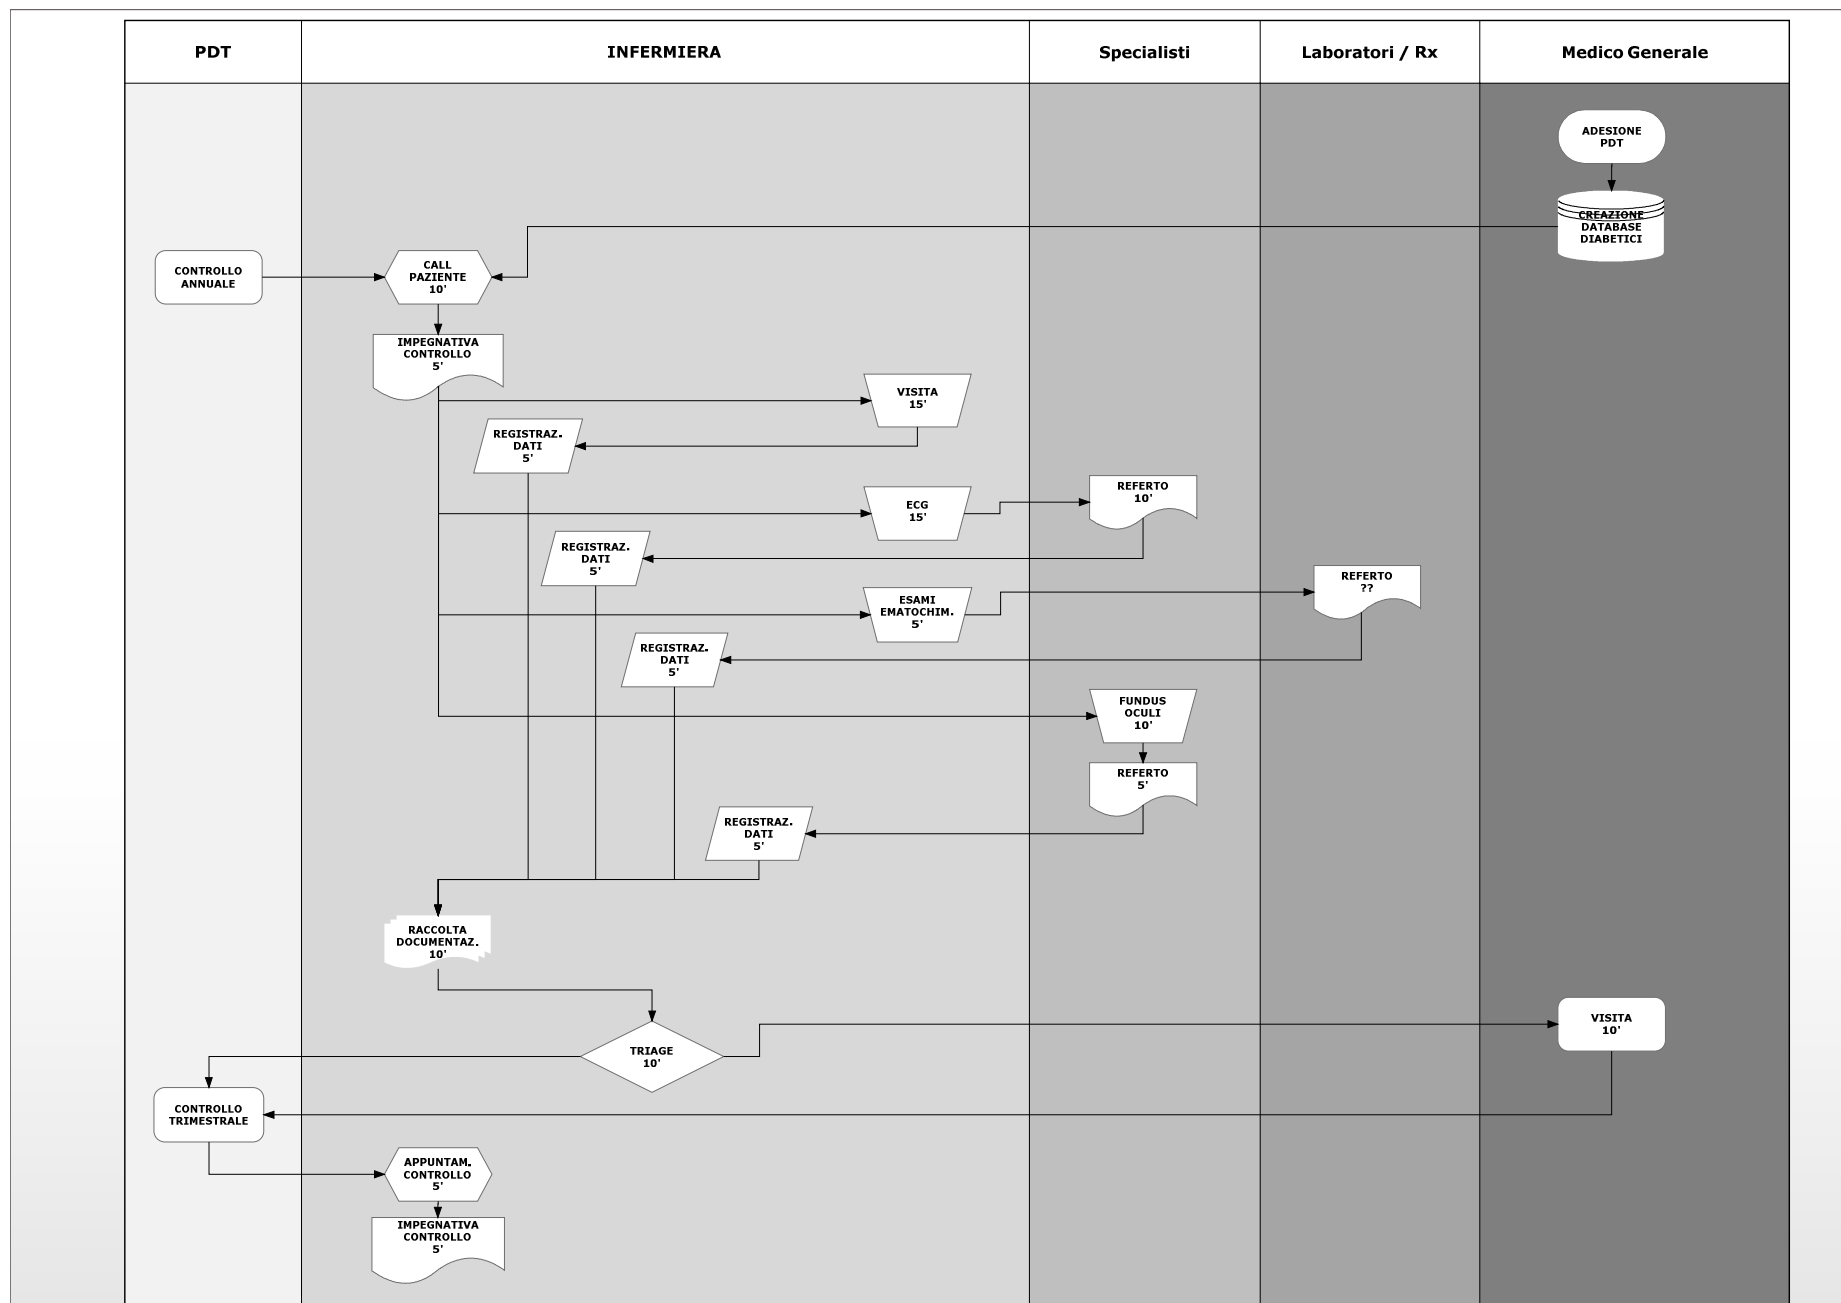 PDT
INFERMIERA
Specialisti
Laboratori / Rx
Medico Generale
ADESIONE
PDT
CREAZIONE
DATABASE
DIABETICI
CONTROLLO
ANNUALE
CALL
PAZIENTE
10'
IMPEGNATIVA
CONTROLLO
5'
VISITA
15'
REGISTRAZ.
DATI
5'
ECG
15'
REFERTO
10'
REGISTRAZ.
DATI
5'
ESAMI
EMATOCHIM.
5'
REFERTO
??
REGISTRAZ.
DATI
5'
FUNDUS
OCULI
10'
REFERTO
5'
REGISTRAZ.
DATI
5'
RACCOLTA
DOCUMENTAZ.
10'
TRIAGE
10'
VISITA
10'
CONTROLLO
TRIMESTRALE
APPUNTAM.
CONTROLLO
5'
IMPEGNATIVA
CONTROLLO
5'